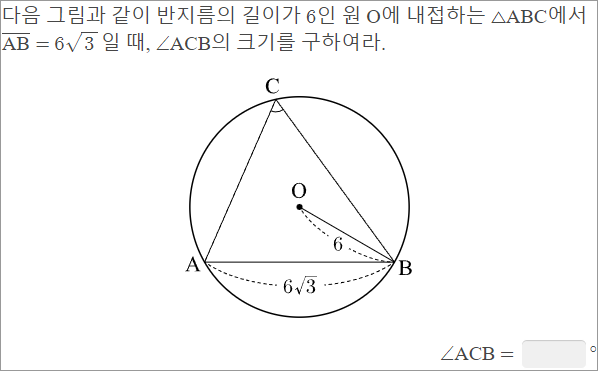 다음 그림과 같이 반지름의 길이가 6인 원 O에 내접하는 △ABC에서
A͞B͞ = 6√3 일 때, ∠ACB의 크기를 구하여라.
C
O
6
A
B
6√3
∠ACB = °